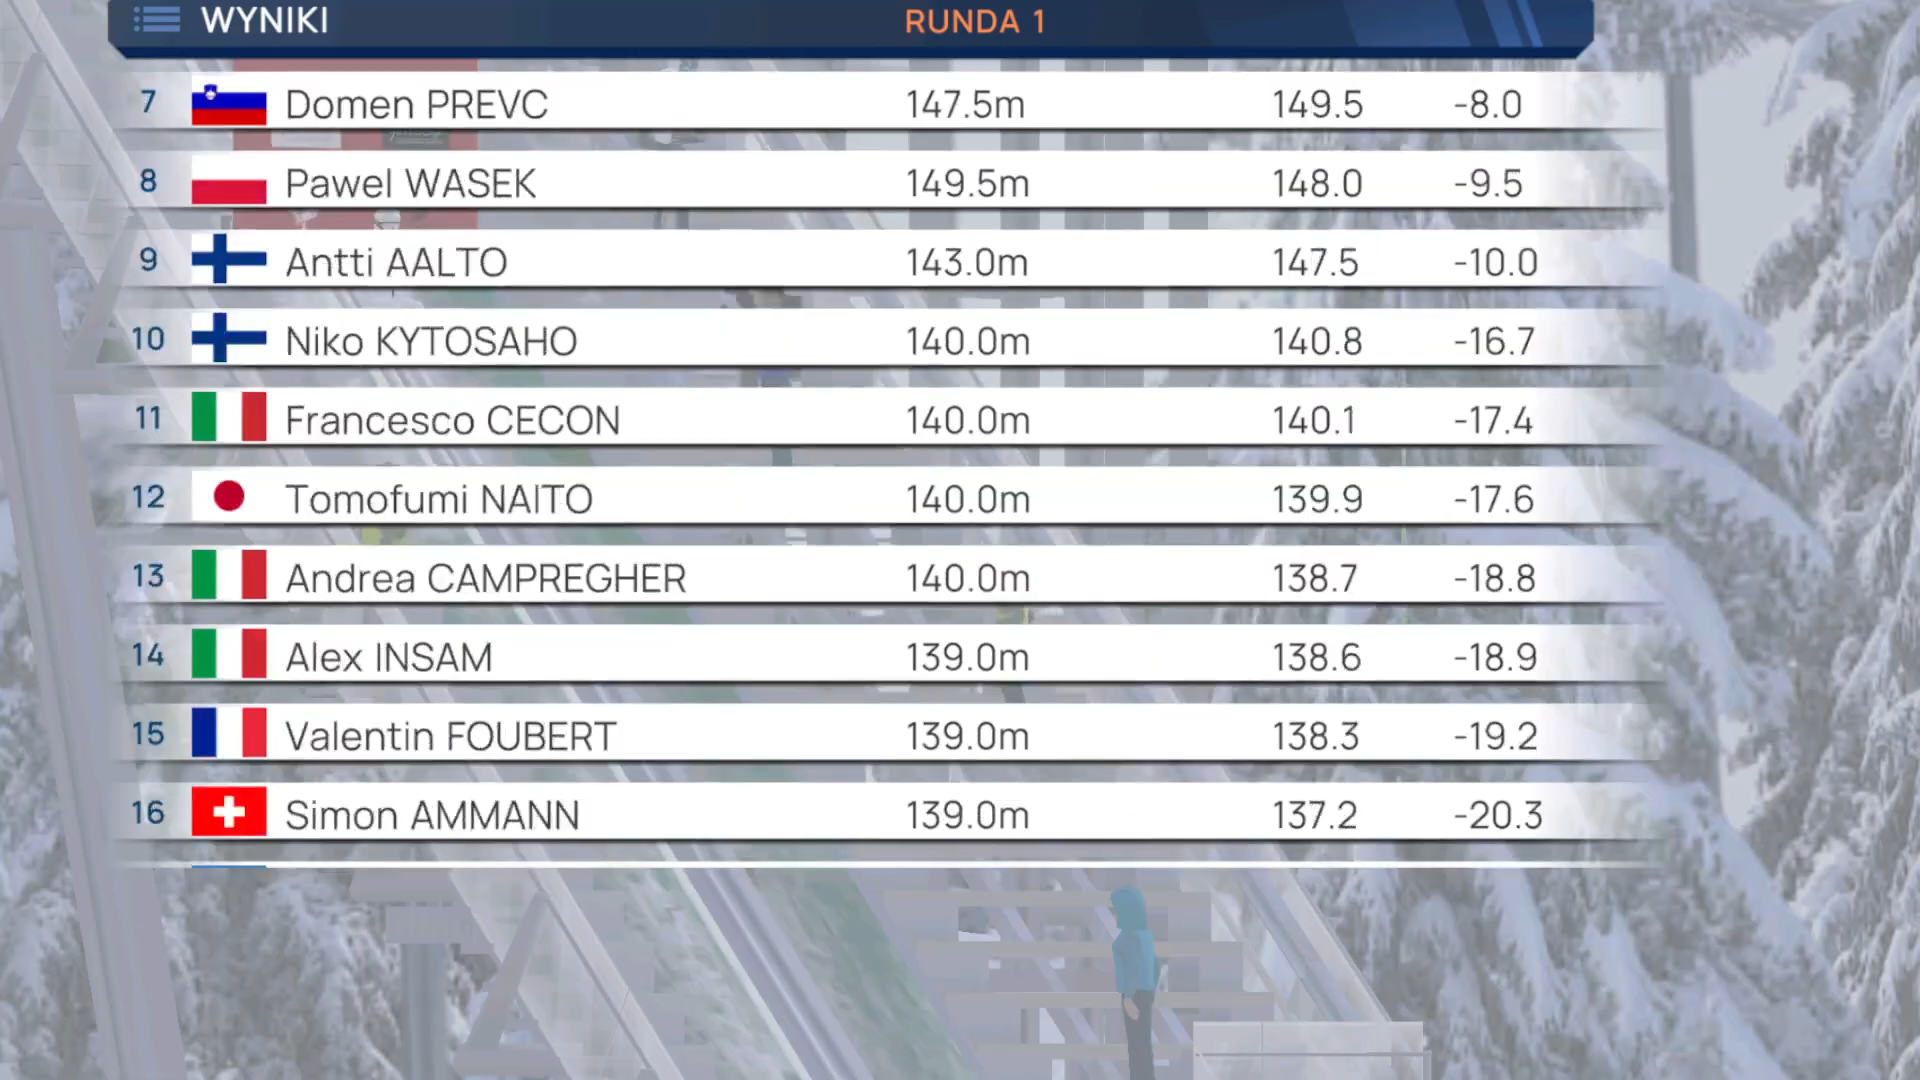 WYNIKI RUNDA 1
7 Domen PREVC 147.5m 149.5 -8.0
8 Pawel WASEK 149.5m 148.0 -9.5
9 Antti AALTO 143.0m 147.5 -10.0
10 Niko KYTOSAHO 140.0m 140.8 -16.7
11 Francesco CECON 140.0m 140.1 -17.4
12 Tomofumi NAITO 140.0m 139.9 -17.6
13 Andrea CAMPREGHER 140.0m 138.7 -18.8
14 Alex INSAM 139.0m 138.6 -18.9
15 Valentin FOUBERT 139.0m 138.3 -19.2
16 Simon AMMANN 139.0m 137.2 -20.3